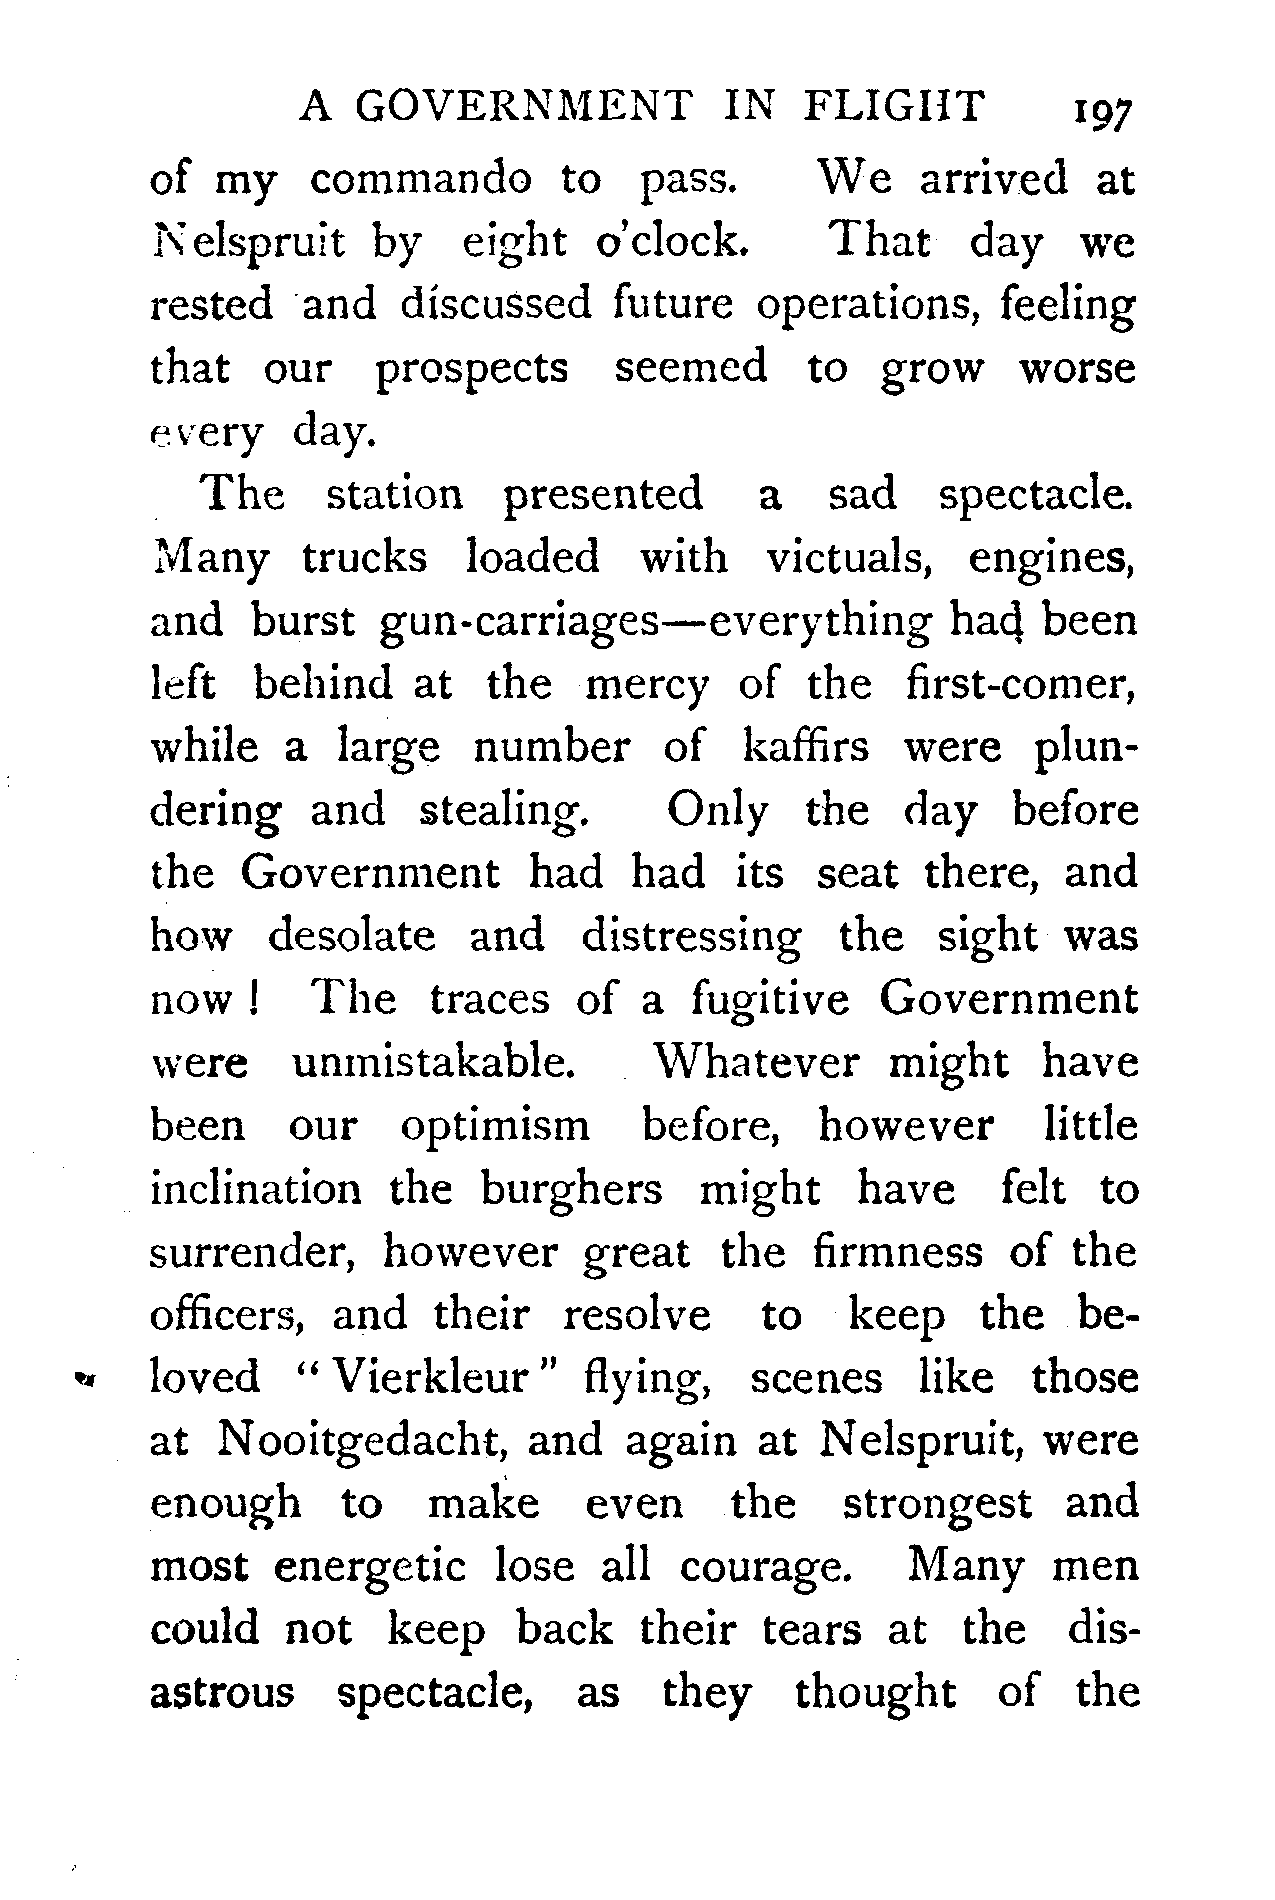 A GOVERNMENT IN FLIGHT 197
of my commando to pass. We arrived at
Nelspruit by eight o'clock. That day we
rested and discussed future operations, feeling
that our prospects seemed to grow worse
every day.
The station presented a sad spectacle.
Many trucks loaded with victuals, engines,
and burst gun-carriages—everything had been
left behind at the mercy of the first-comer,
while a large number of kaffirs were plun-
dering and stealing. Only the day before
the Government had had its seat there, and
how desolate and distressing the sight was
now ! The traces of a fugitive Government
were unmistakable. Whatever might have
been our optimism before, however little
inclination the burghers might have felt to
surrender, however great the firmness of the
officers, and their resolve to keep the be-
loved "Vierkleur" flying, scenes like those
at Nooitgedacht, and again at Nelspruit, were
enough to make even the strongest and
most energetic lose all courage. Many men
could not keep back their tears at the dis-
astrous spectacle, as they thought of the